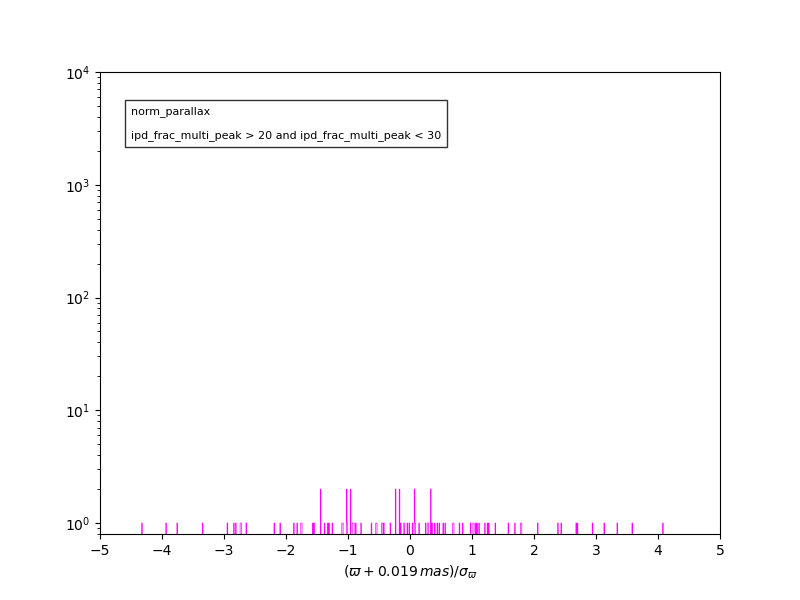 10⁴
norm_parallax
ipd_frac_multi_peak > 20 and ipd_frac_multi_peak < 30
10³
10²
10¹
10⁰
−5 −4 −3 −2 −1 0 1 2 3 4 5
(ϖ + 0.019 mas)/σ_ϖ